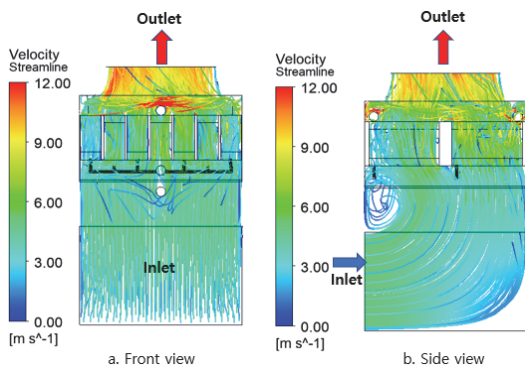 Outlet
Velocity
Streamline
12.00
9.00
6.00
3.00
0.00
[m s^-1]
Inlet
a. Front view
Outlet
Velocity
Streamline
12.00
9.00
6.00
3.00
0.00
[m s^-1]
Inlet
b. Side view